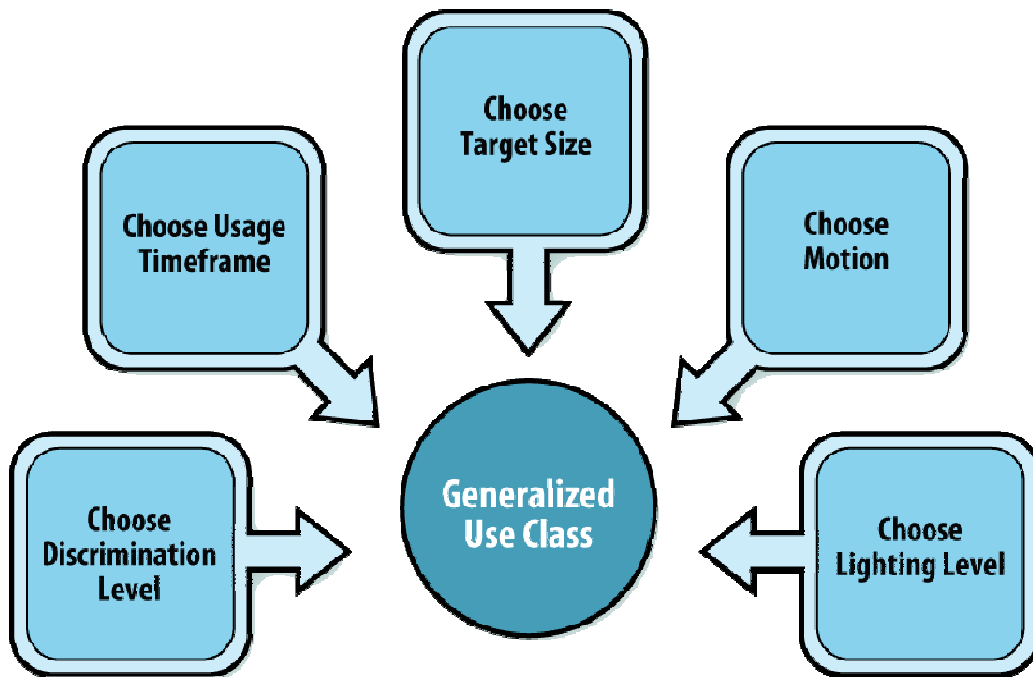 Choose
Target Size
Choose Usage
Timeframe
Choose
Motion
Choose
Discrimination
Level
Generalized
Use Class
Choose
Lighting Level